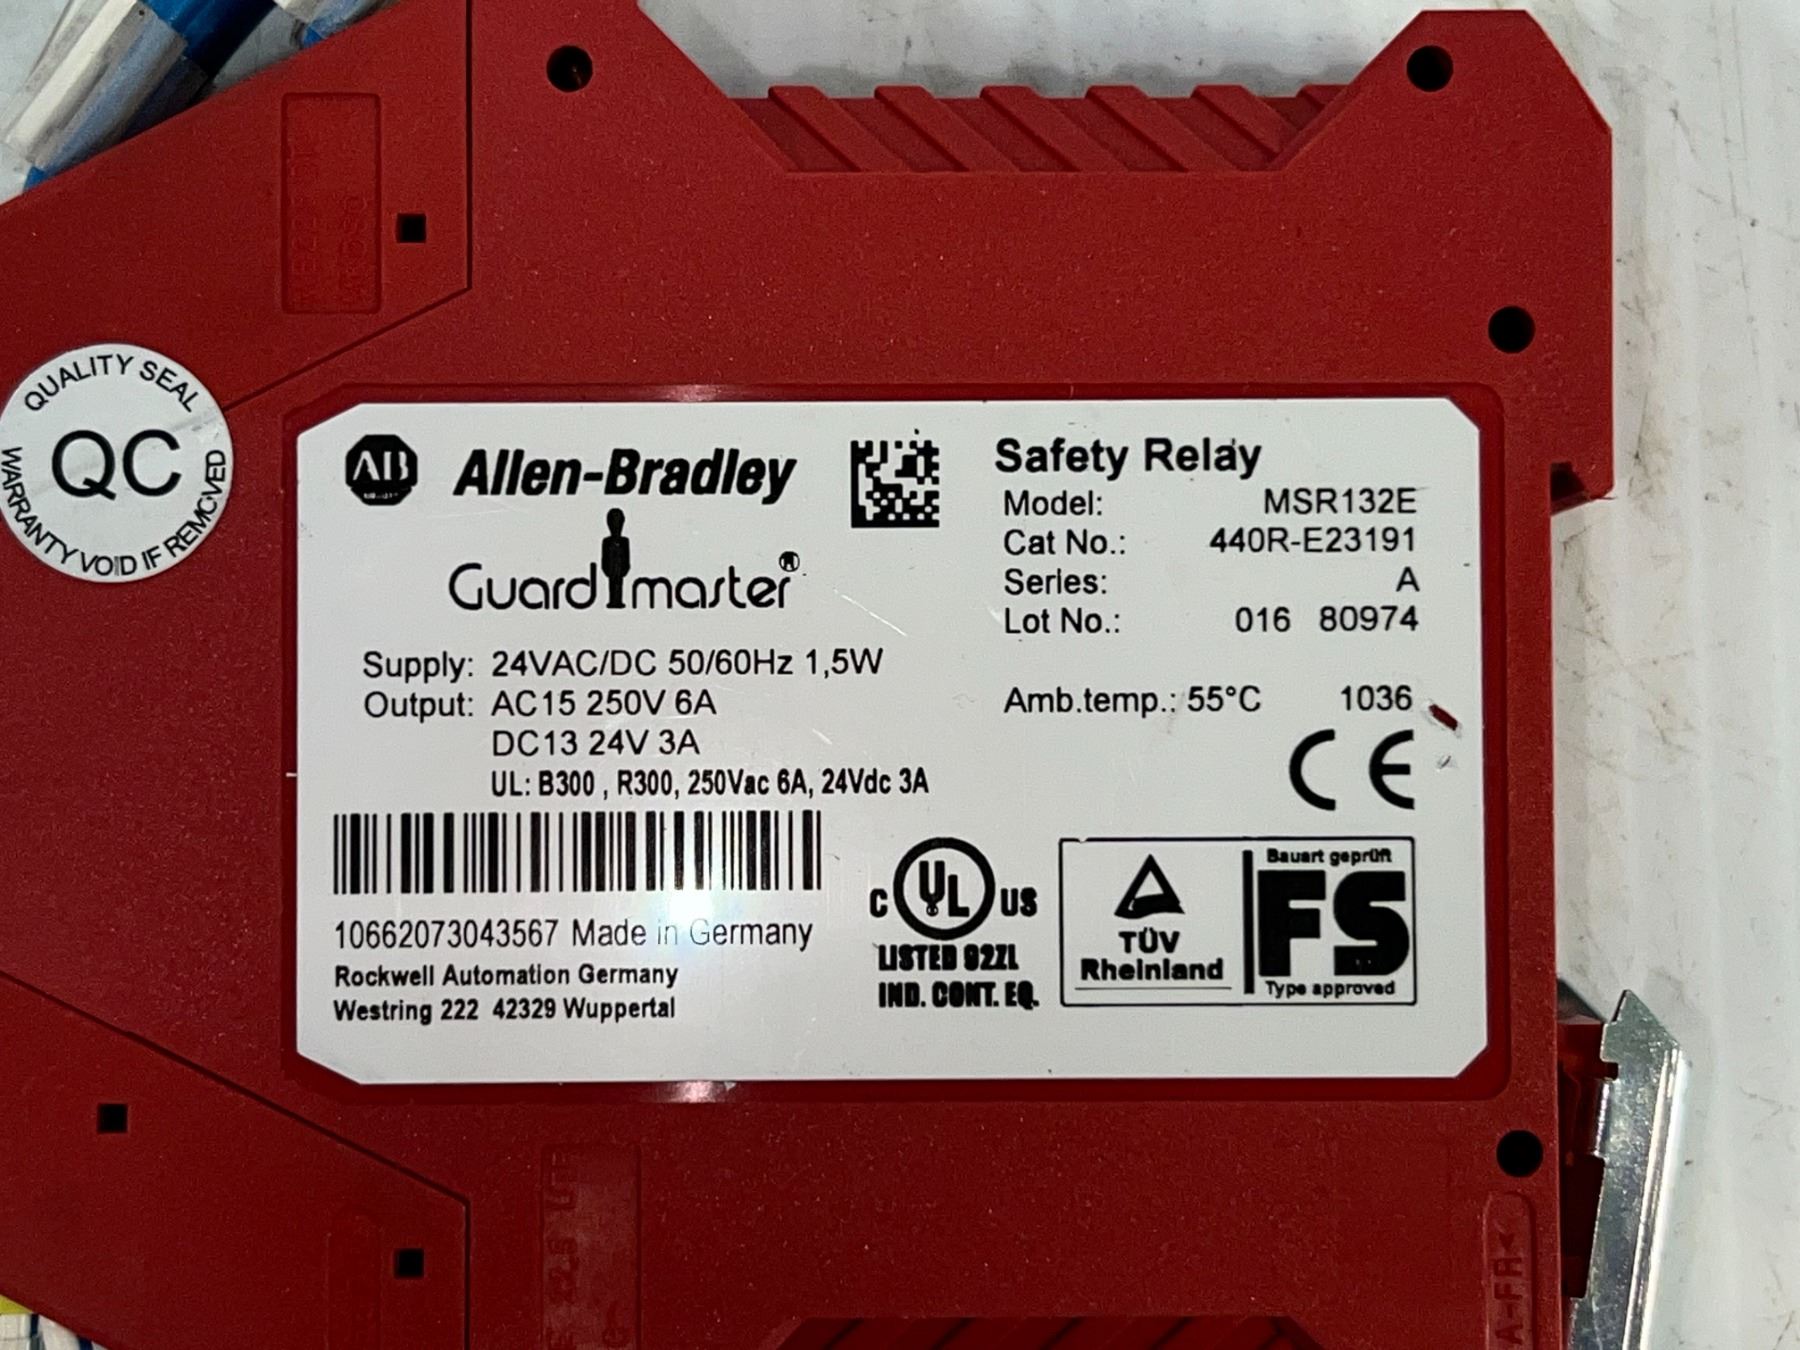 QUALITY SEAL
QC
WARRANTY VOID IF REMOVED
AB
Allen-Bradley
Guardmaster®
Safety Relay
Model: MSR132E
Cat No.: 440R-E23191
Series: A
Lot No.: 016 80974
Supply: 24VAC/DC 50/60Hz 1,5W
Output: AC15 250V 6A
DC13 24V 3A
UL: B300 , R300, 250Vac 6A, 24Vdc 3A
Amb.temp.: 55°C 1036
CE
10662073043567 Made in Germany
Rockwell Automation Germany
Westring 222 42329 Wuppertal
C UL US
LISTED 92ZL
IND. CONT. EQ.
TÜV
Rheinland
Bauart geprüft
FS
Type approved